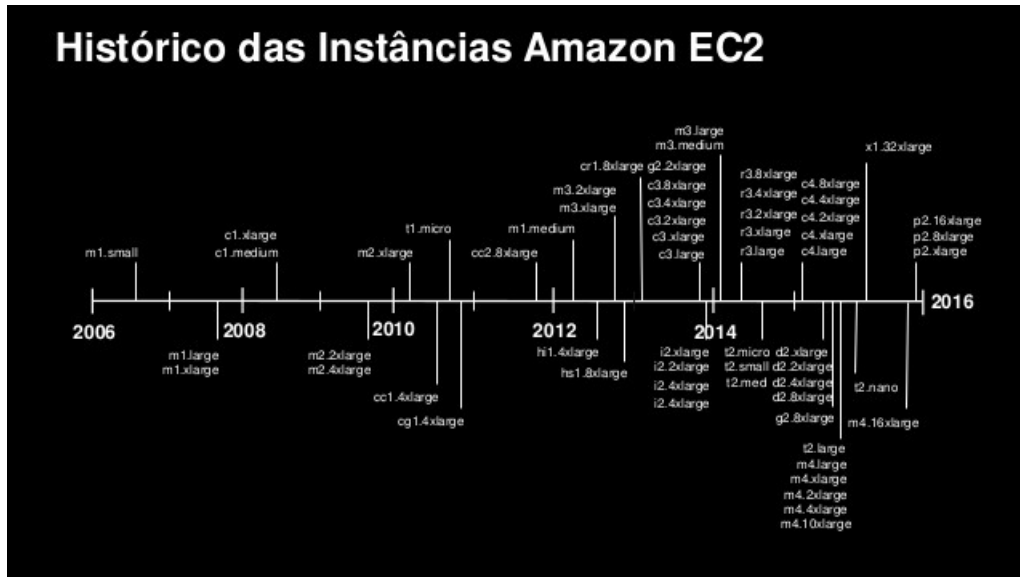 Histórico das Instâncias Amazon EC2
m1.small
c1.xlarge
c1.medium
m2.xlarge
t1.micro
cc2.8xlarge
m1.medium
m3.2xlarge
m3.xlarge
cr1.8xlarge
g2.2xlarge
c3.8xlarge
c3.4xlarge
c3.2xlarge
c3.xlarge
c3.large
m3.large
m3.medium
r3.8xlarge
r3.4xlarge
r3.2xlarge
r3.xlarge
r3.large
c4.8xlarge
c4.4xlarge
c4.2xlarge
c4.xlarge
c4.large
x1.32xlarge
p2.16xlarge
p2.8xlarge
p2.xlarge
2006
2008
2010
2012
2014
2016
m1.large
m1.xlarge
m2.2xlarge
m2.4xlarge
cc1.4xlarge
cg1.4xlarge
hi1.4xlarge
hs1.8xlarge
i2.xlarge
i2.2xlarge
i2.4xlarge
i2.4xlarge
t2.micro
t2.small
t2.med
d2.xlarge
d2.2xlarge
d2.4xlarge
d2.8xlarge
g2.8xlarge
t2.large
m4.large
m4.xlarge
m4.2xlarge
m4.4xlarge
m4.10xlarge
t2.nano
m4.16xlarge